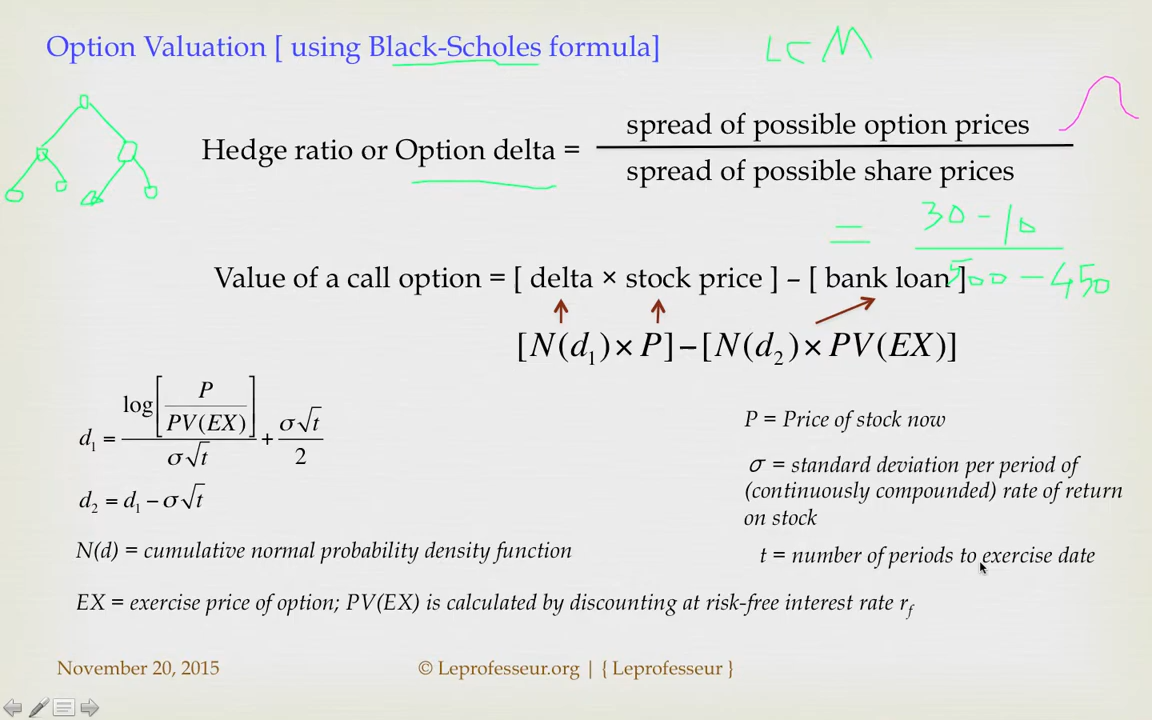 Option Valuation [ using Black-Scholes formula]
LCM
Hedge ratio or Option delta = spread of possible option prices / spread of possible share prices
= 30 - 10 / 500 - 450
Value of a call option = [ delta × stock price ] – [ bank loan ]
[N(d₁) × P] − [N(d₂) × PV(EX)]
d₁ = log[P / PV(EX)] / σ√t + σ√t / 2
d₂ = d₁ − σ√t
N(d) = cumulative normal probability density function
P = Price of stock now
σ = standard deviation per period of
(continuously compounded) rate of return
on stock
t = number of periods to exercise date
EX = exercise price of option; PV(EX) is calculated by discounting at risk-free interest rate r_f
November 20, 2015
© Leprofesseur.org | { Leprofesseur }